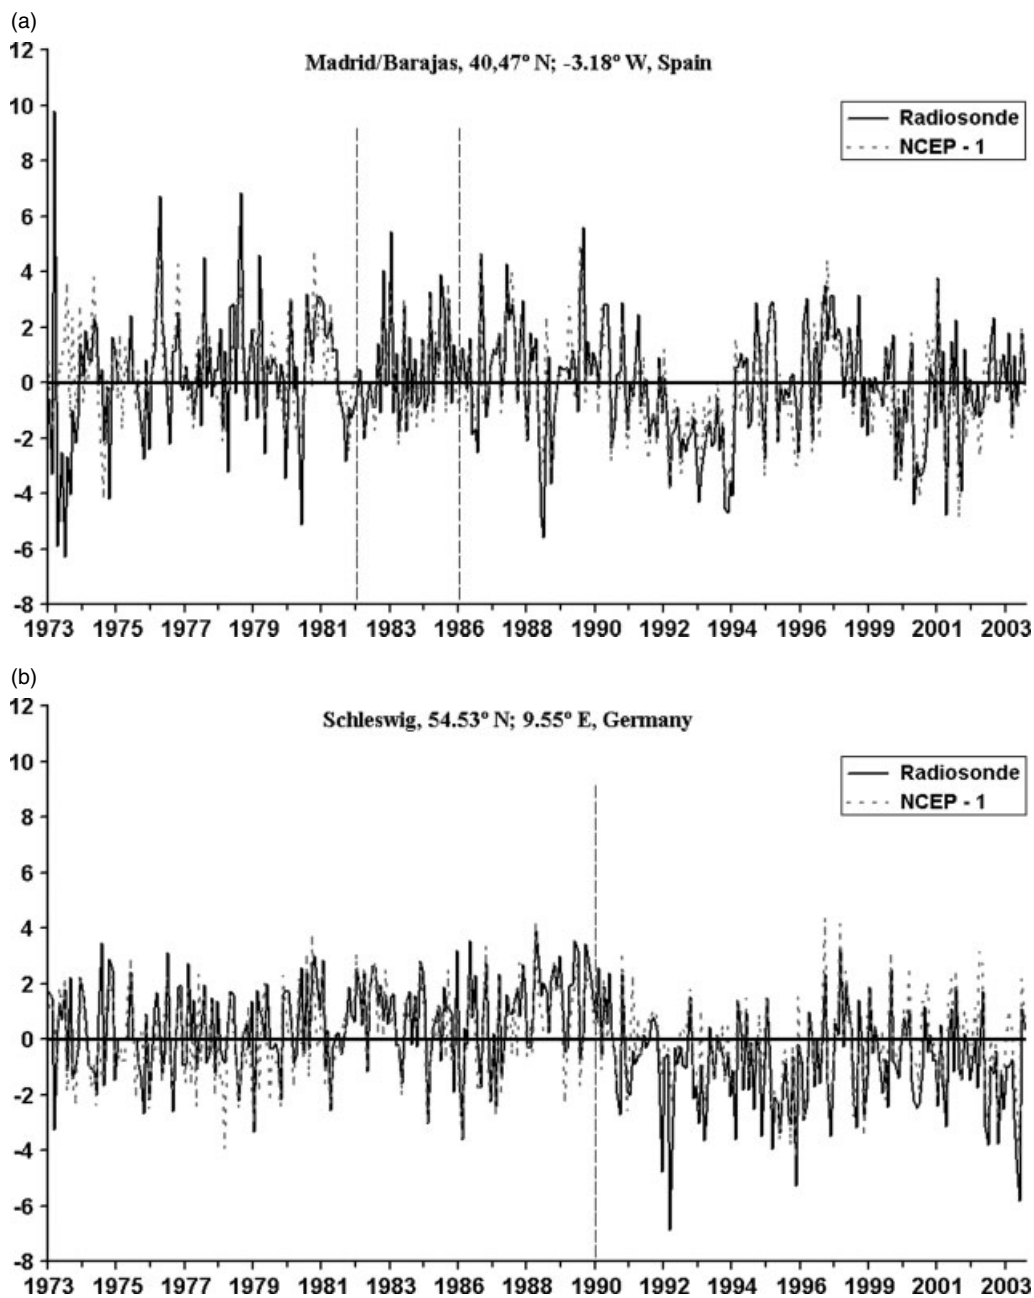 (a)
Madrid/Barajas, 40,47° N; -3.18° W, Spain
12
10
8
6
4
2
0
-2
-4
-6
-8
Radiosonde
NCEP - 1
1973 1975 1977 1979 1981 1983 1986 1988 1990 1992 1994 1996 1999 2001 2003
(b)
Schleswig, 54.53° N; 9.55° E, Germany
12
10
8
6
4
2
0
-2
-4
-6
-8
Radiosonde
NCEP - 1
1973 1975 1977 1979 1981 1983 1986 1988 1990 1992 1994 1996 1999 2001 2003